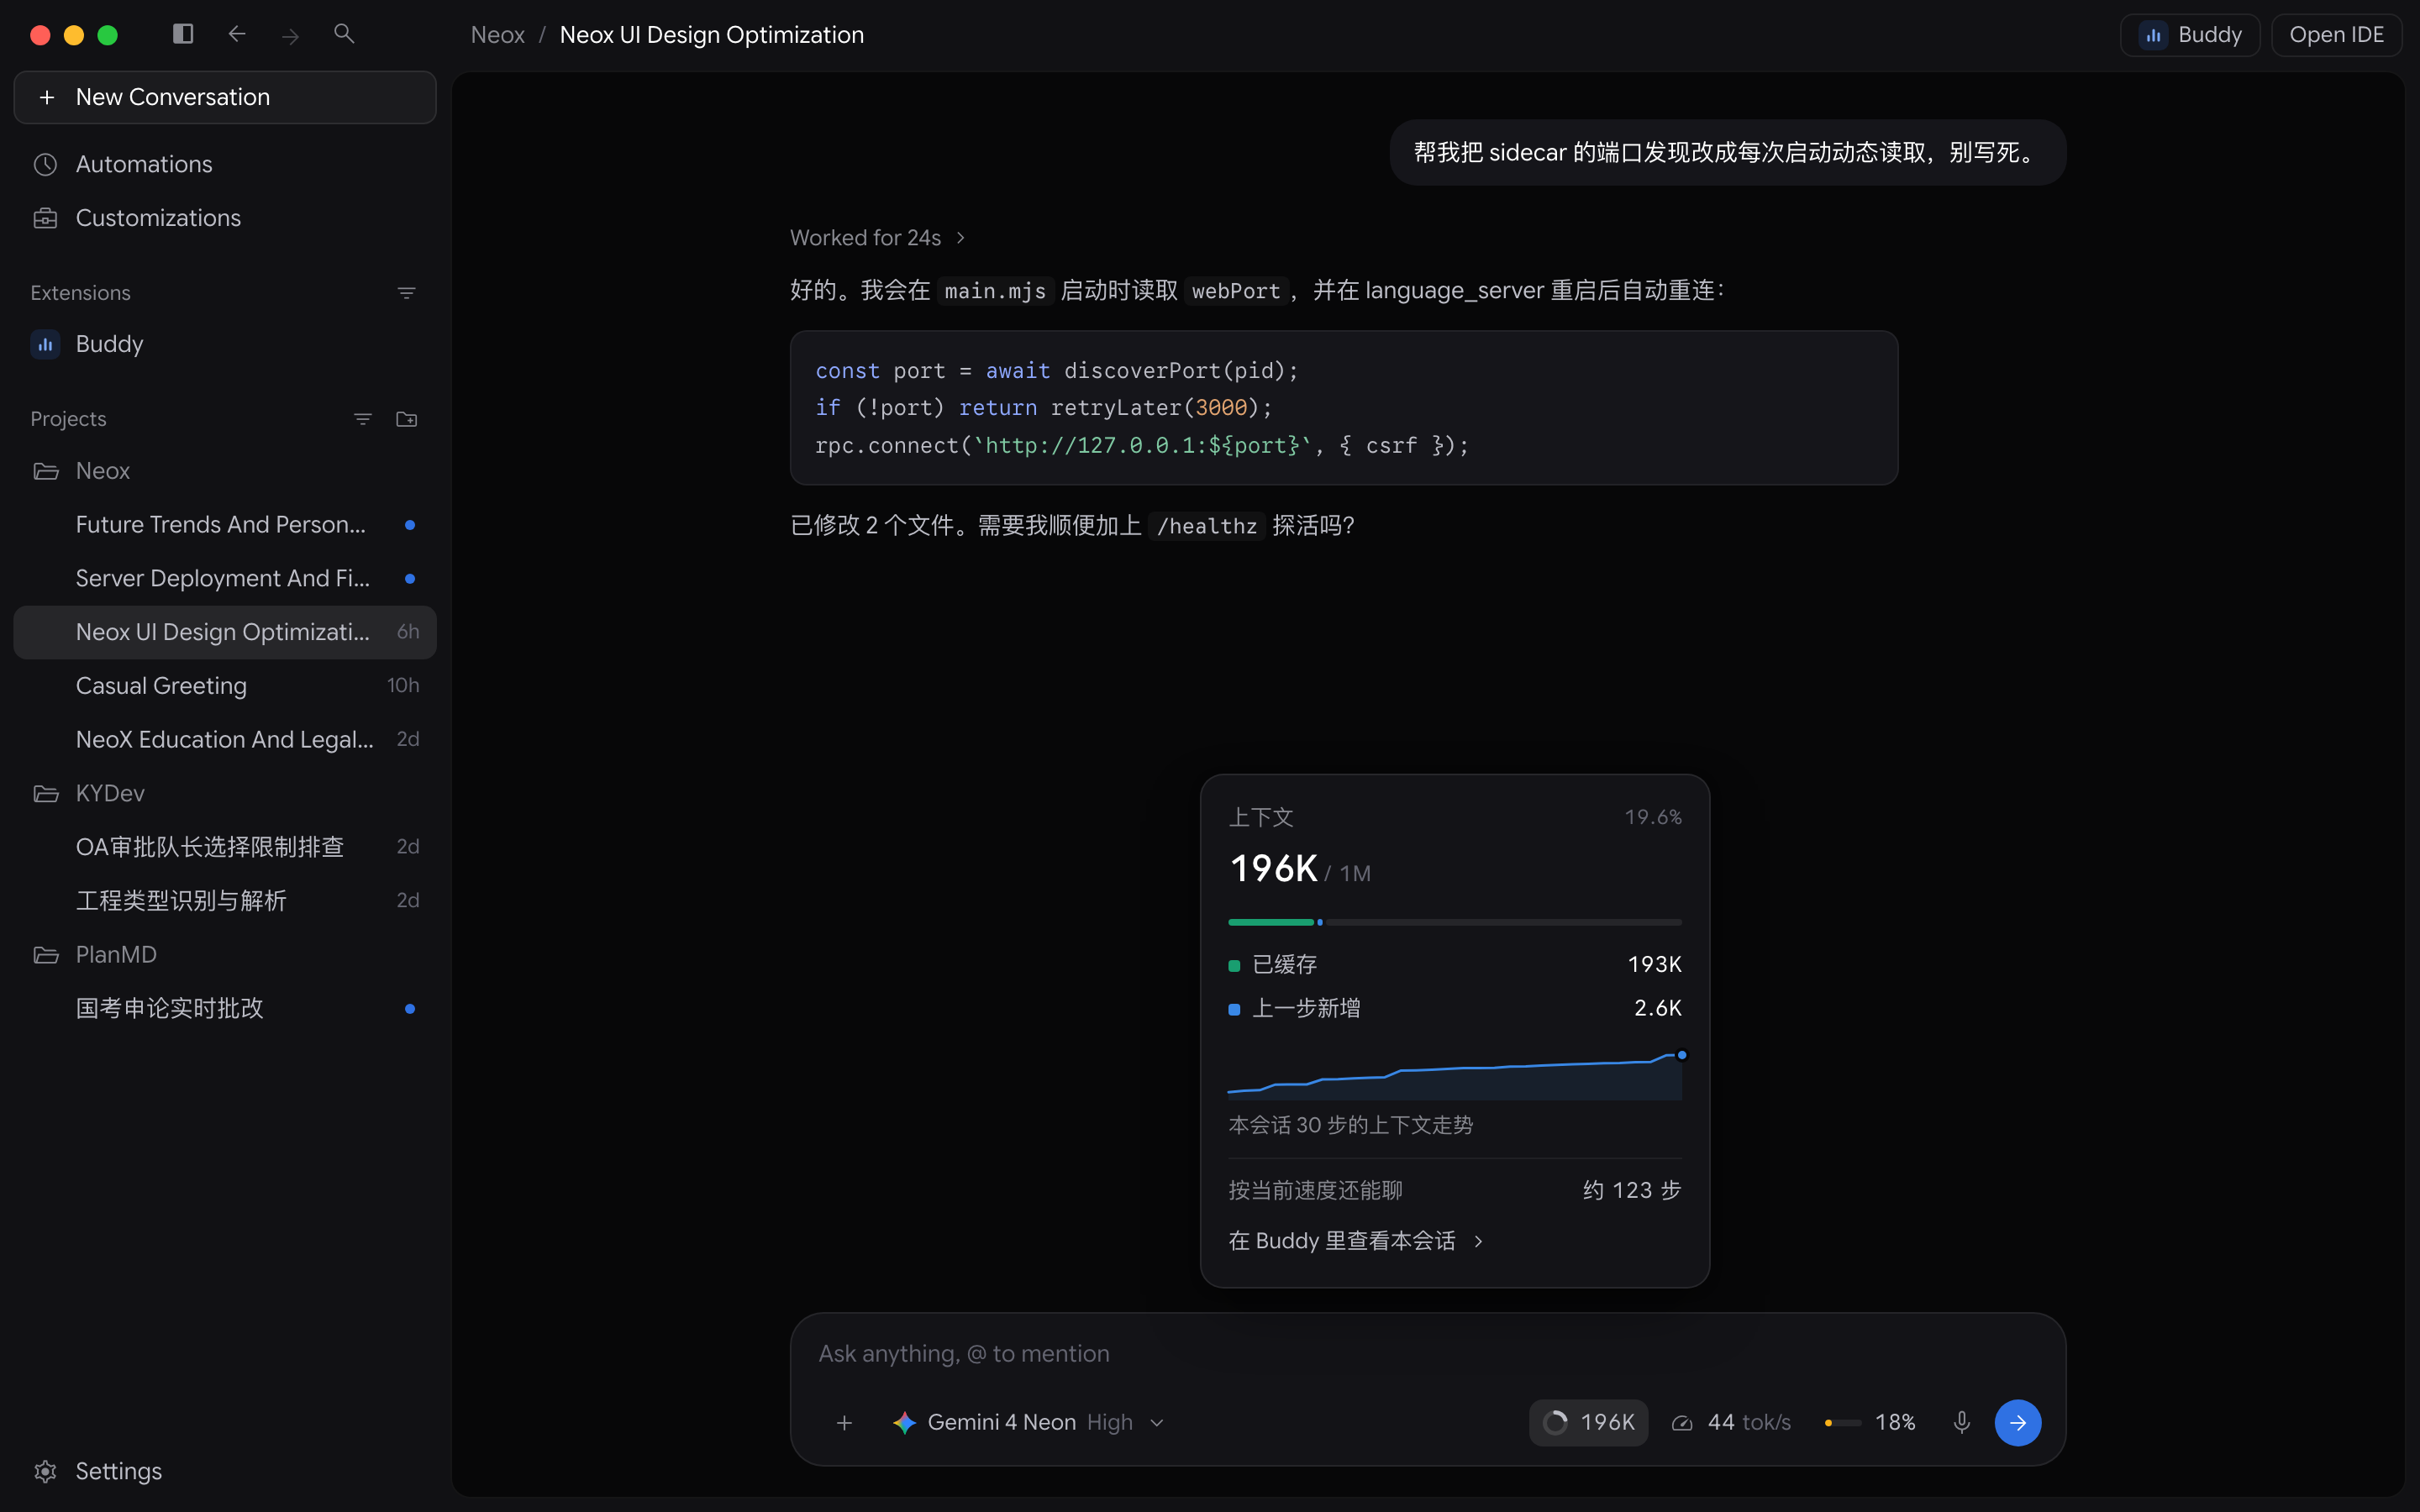 Neox / Neox UI Design Optimization
Buddy
Open IDE
New Conversation
Automations
Customizations
Extensions
Buddy
Projects
Neox
Future Trends And Person...
Server Deployment And Fi...
Neox UI Design Optimizati... 6h
Casual Greeting 10h
NeoX Education And Legal... 2d
KYDev
OA审批队长选择限制排查 2d
工程类型识别与解析 2d
PlanMD
国考申论实时批改
Settings
帮我把 sidecar 的端口发现改成每次启动动态读取，别写死。
Worked for 24s
好的。我会在 main.mjs 启动时读取 webPort，并在 language_server 重启后自动重连：
const port = await discoverPort(pid);
if (!port) return retryLater(3000);
rpc.connect(`http://127.0.0.1:${port}`, { csrf });
已修改 2 个文件。需要我顺便加上 /healthz 探活吗？
上下文 19.6%
196K / 1M
已缓存 193K
上一步新增 2.6K
本会话 30 步的上下文走势
按当前速度还能聊 约 123 步
在 Buddy 里查看本会话
Ask anything, @ to mention
Gemini 4 Neon High 196K 44 tok/s 18%